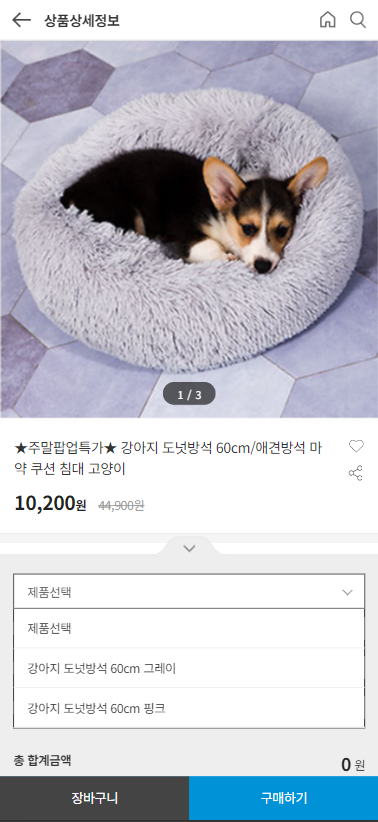 상품상세정보
1 / 3
★주말팝업특가★ 강아지 도넛방석 60cm/애견방석 마
약 쿠션 침대 고양이
10,200원 44,900원
제품선택
제품선택
강아지 도넛방석 60cm 그레이
강아지 도넛방석 60cm 핑크
총 합계금액 0 원
장바구니 구매하기